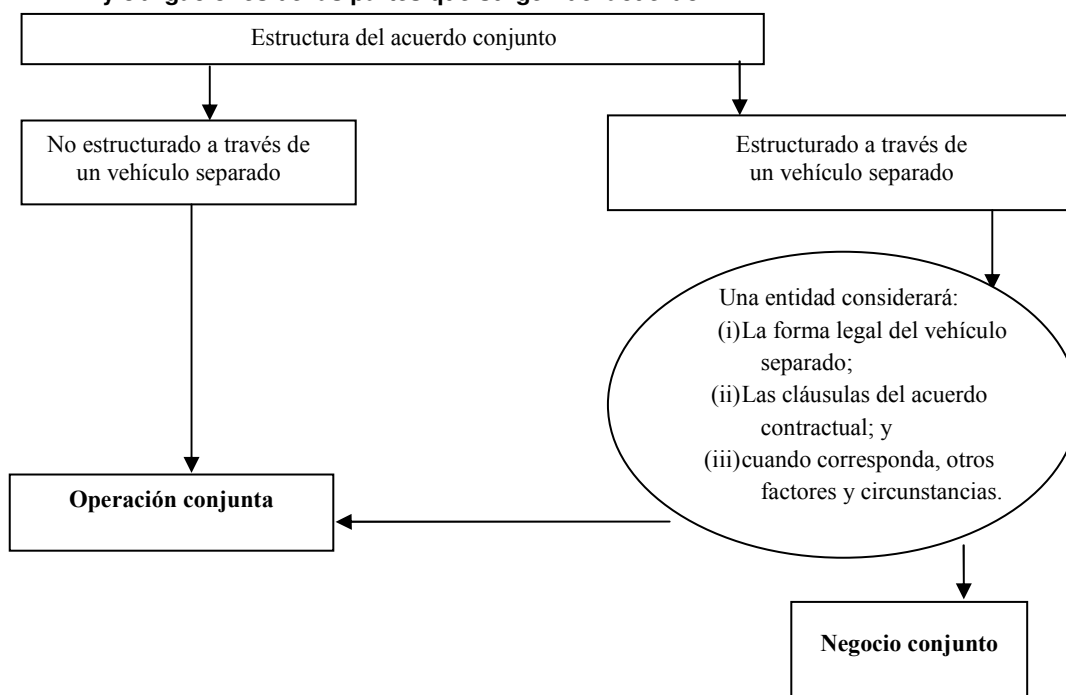 Estructura del acuerdo conjunto
No estructurado a través de
un vehículo separado
Estructurado a través de
un vehículo separado
Una entidad considerará:
(i)La forma legal del vehículo
separado;
(ii)Las cláusulas del acuerdo
contractual; y
(iii)cuando corresponda, otros
factores y circunstancias.
Operación conjunta
Negocio conjunto